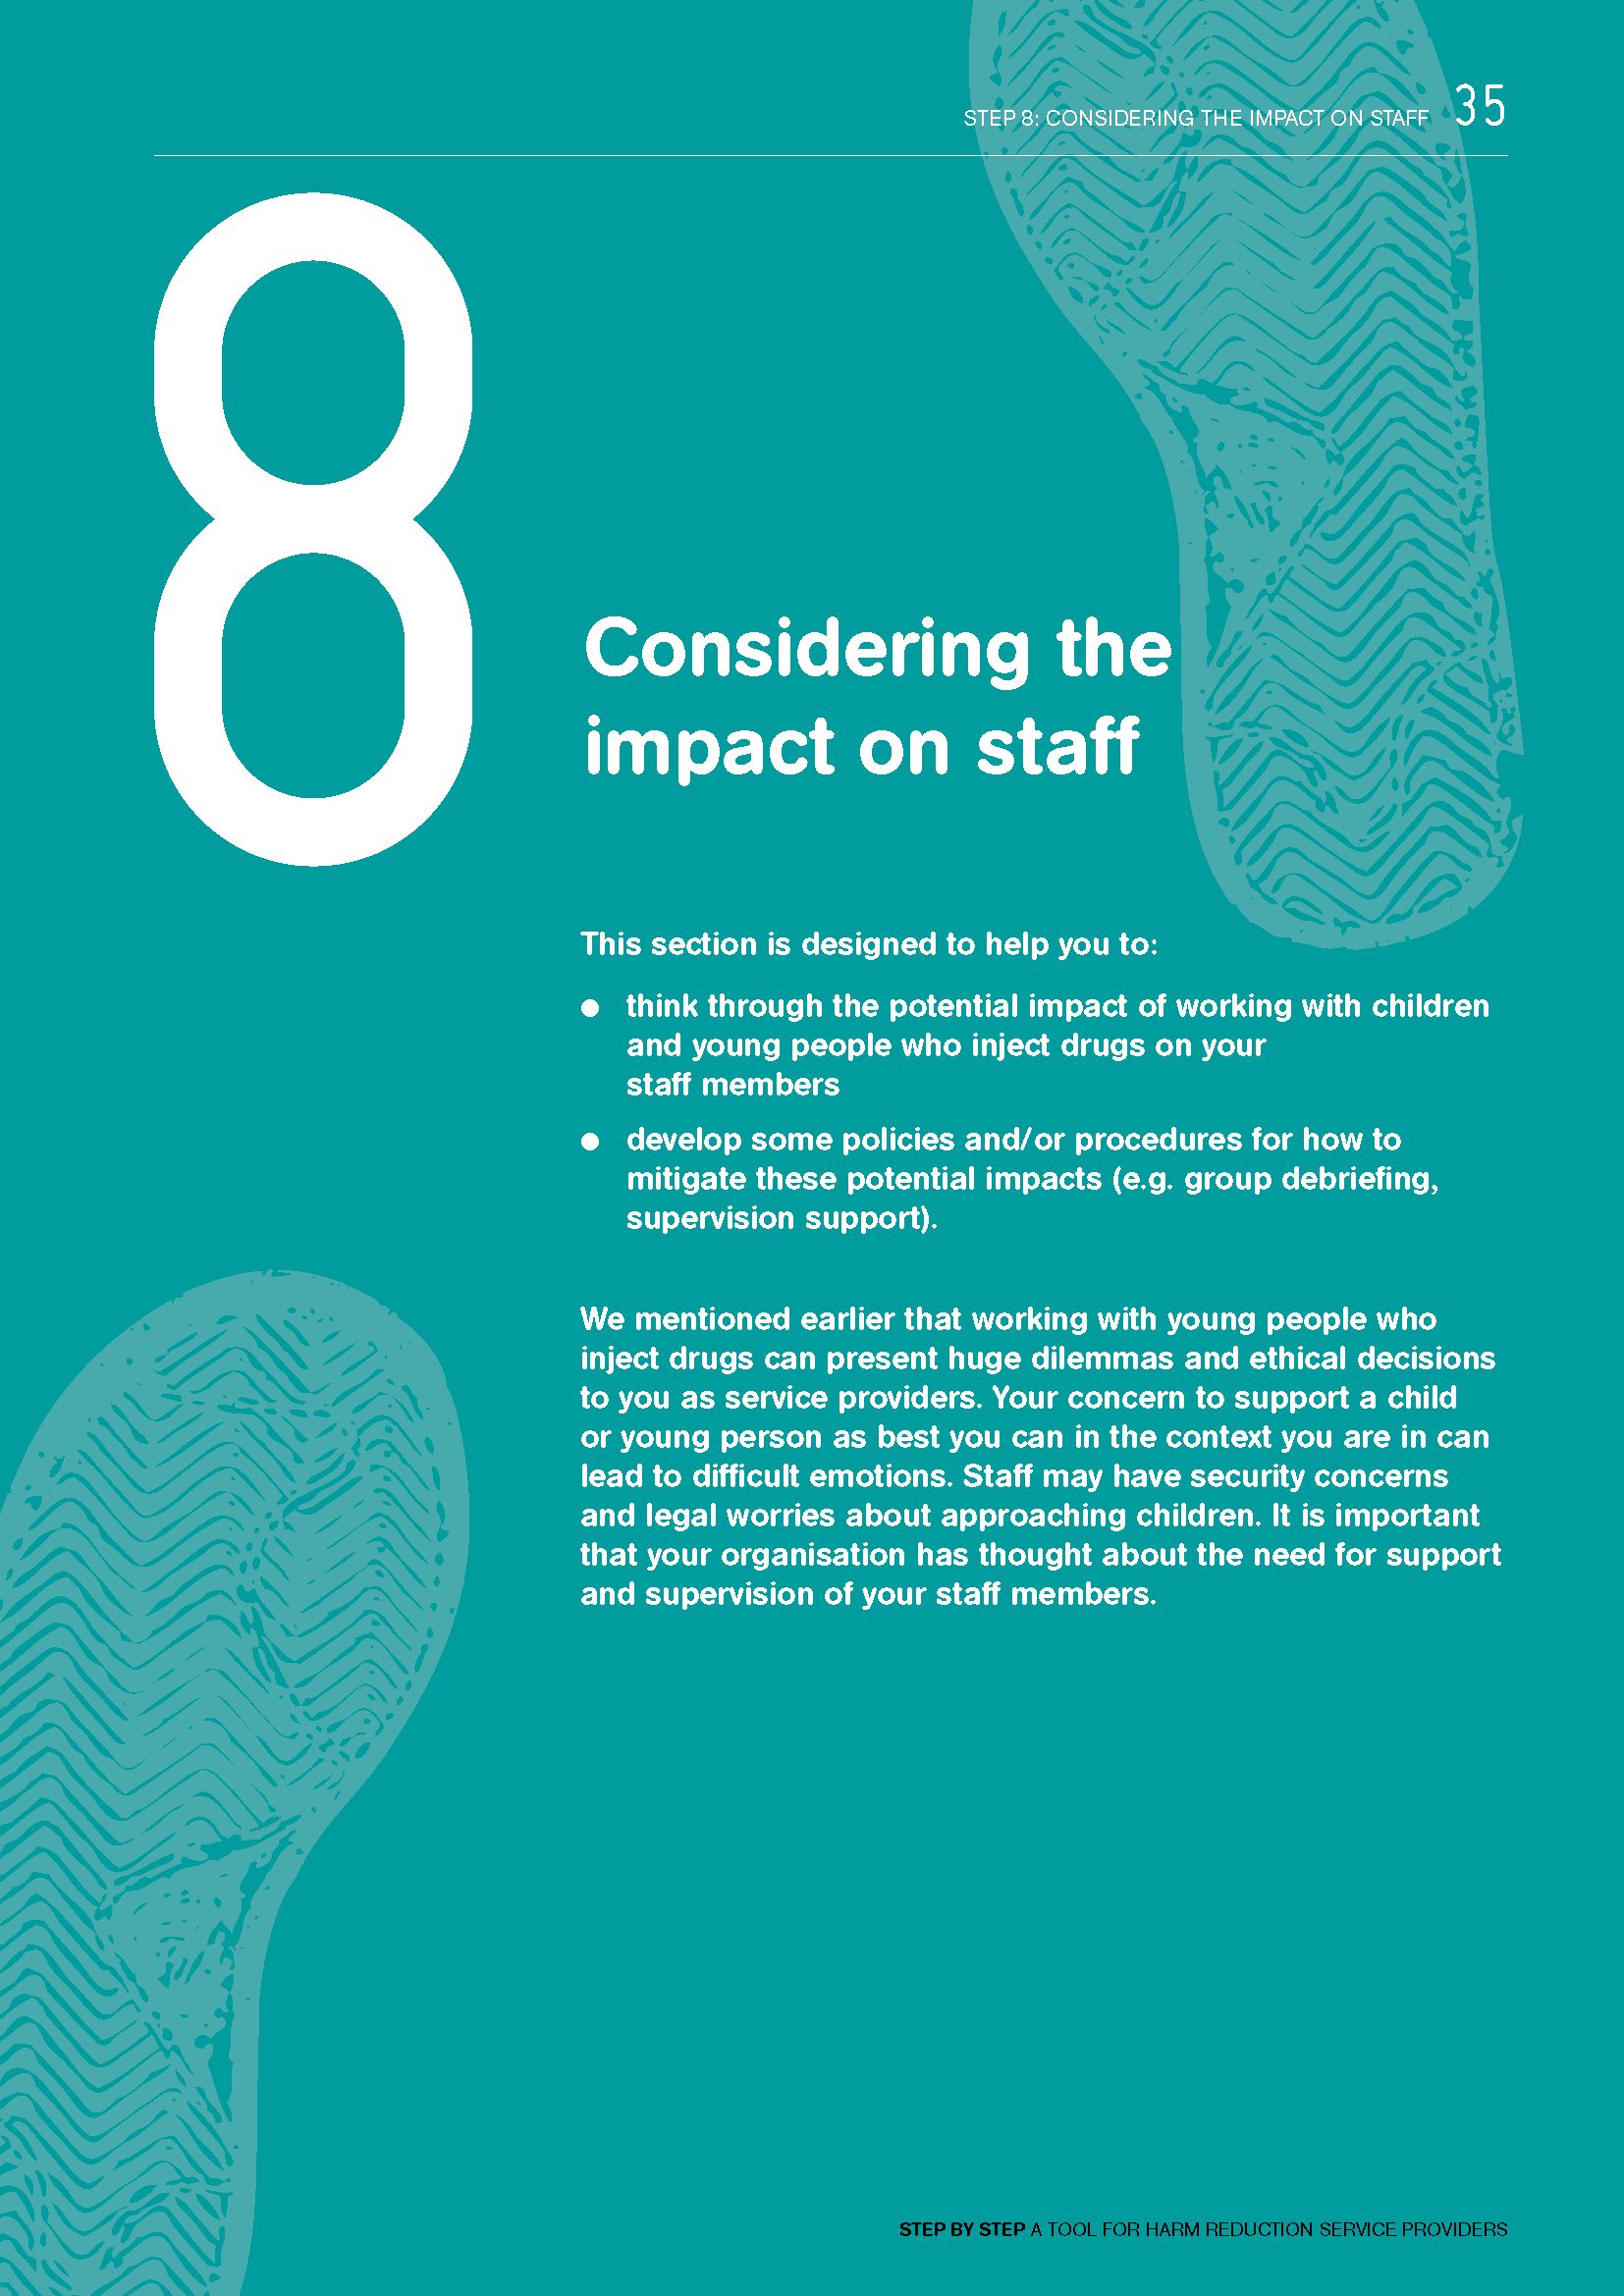 STEP 8: CONSIDERING THE IMPACT ON STAFF 35
8
Considering the
impact on staff
This section is designed to help you to:
● think through the potential impact of working with children
and young people who inject drugs on your
staff members
● develop some policies and/or procedures for how to
mitigate these potential impacts (e.g. group debriefing,
supervision support).
We mentioned earlier that working with young people who
inject drugs can present huge dilemmas and ethical decisions
to you as service providers. Your concern to support a child
or young person as best you can in the context you are in can
lead to difficult emotions. Staff may have security concerns
and legal worries about approaching children. It is important
that your organisation has thought about the need for support
and supervision of your staff members.
STEP BY STEP A TOOL FOR HARM REDUCTION SERVICE PROVIDERS